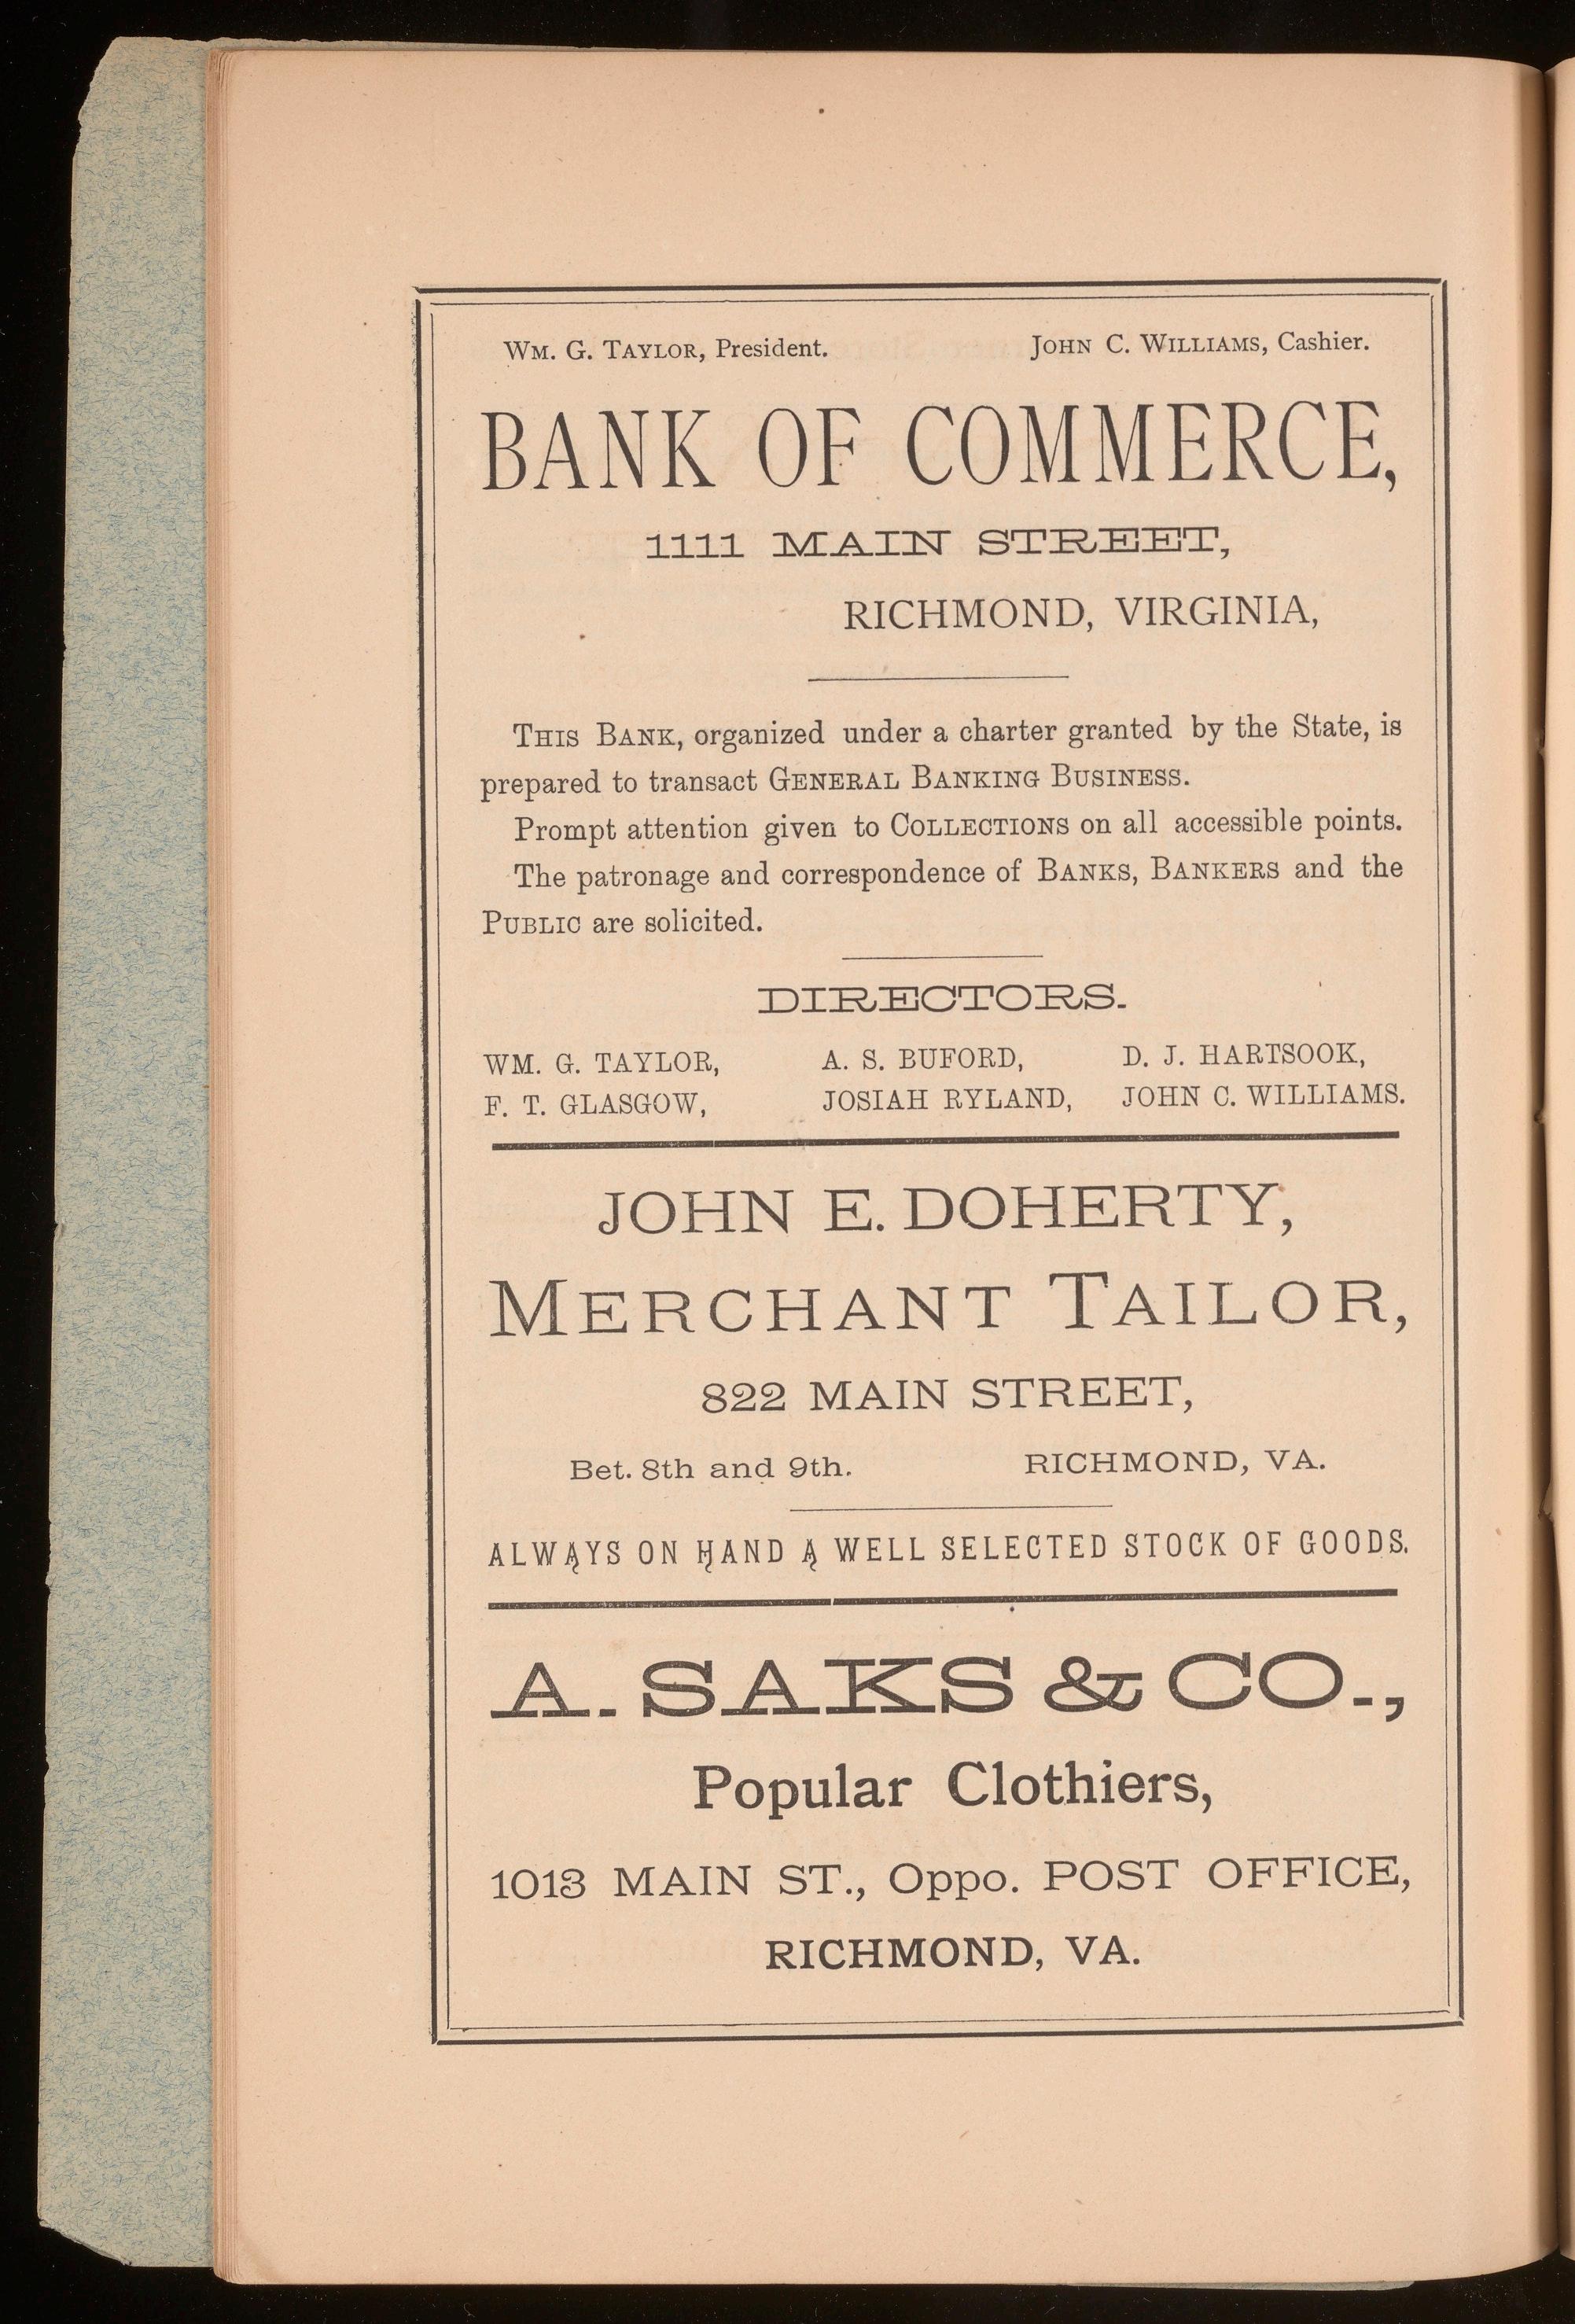 WM. G. TAYLOR, President. JOHN C. WILLIAMS, Cashier.
BANK OF COMMERCE,
1111 MAIN STREET,
RICHMOND, VIRGINIA,
THIS BANK, organized under a charter granted by the State, is
prepared to transact GENERAL BANKING BUSINESS.
Prompt attention given to COLLECTIONS on all accessible points.
The patronage and correspondence of BANKS, BANKERS and the
PUBLIC are solicited.
DIRECTORS.
WM. G. TAYLOR, A. S. BUFORD, D. J. HARTSOOK,
F. T. GLASGOW, JOSIAH RYLAND, JOHN C. WILLIAMS.
JOHN E. DOHERTY,
MERCHANT TAILOR,
822 MAIN STREET,
Bet. 8th and 9th. RICHMOND, VA.
ALWAYS ON HAND A WELL SELECTED STOCK OF GOODS.
A. SAKS & CO.,
Popular Clothiers,
1013 MAIN ST., Oppo. POST OFFICE,
RICHMOND, VA.